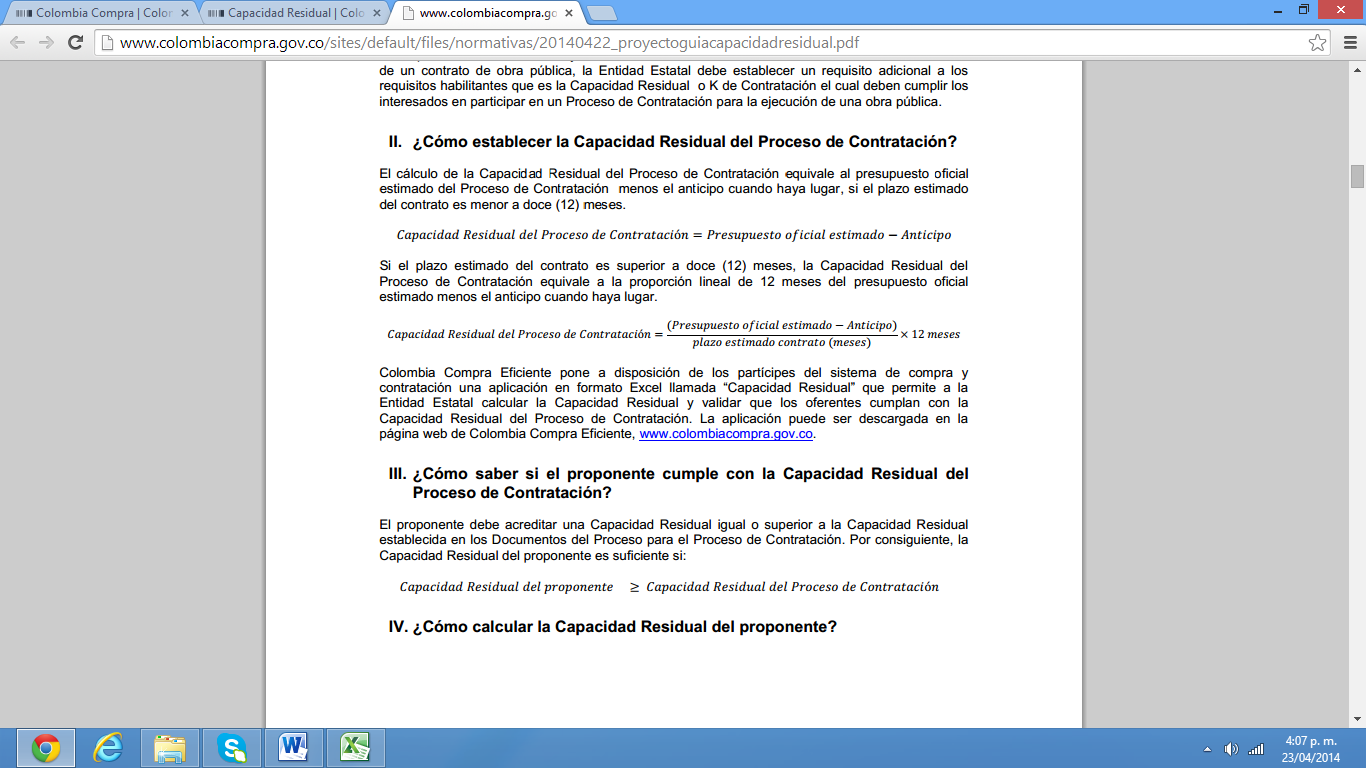 Colombia Compra | Colon
Capacidad Residual | Colo
www.colombiacompra.go
www.colombiacompra.gov.co/sites/default/files/normativas/20140422_proyectoguiacapacidadresidual.pdf
de un contrato de obra pública, la Entidad Estatal debe establecer un requisito adicional a los
requisitos habilitantes que es la Capacidad Residual o K de Contratación el cual deben cumplir los
interesados en participar en un Proceso de Contratación para la ejecución de una obra pública.
II. ¿Cómo establecer la Capacidad Residual del Proceso de Contratación?
El cálculo de la Capacidad Residual del Proceso de Contratación equivale al presupuesto oficial
estimado del Proceso de Contratación menos el anticipo cuando haya lugar, si el plazo estimado
del contrato es menor a doce (12) meses.
Capacidad Residual del Proceso de Contratación = Presupuesto oficial estimado − Anticipo
Si el plazo estimado del contrato es superior a doce (12) meses, la Capacidad Residual del
Proceso de Contratación equivale a la proporción lineal de 12 meses del presupuesto oficial
estimado menos el anticipo cuando haya lugar.
Capacidad Residual del Proceso de Contratación = (Presupuesto oficial estimado − Anticipo) / plazo estimado contrato (meses) × 12 meses
Colombia Compra Eficiente pone a disposición de los partícipes del sistema de compra y
contratación una aplicación en formato Excel llamada “Capacidad Residual” que permite a la
Entidad Estatal calcular la Capacidad Residual y validar que los oferentes cumplan con la
Capacidad Residual del Proceso de Contratación. La aplicación puede ser descargada en la
página web de Colombia Compra Eficiente, www.colombiacompra.gov.co.
III. ¿Cómo saber si el proponente cumple con la Capacidad Residual del
Proceso de Contratación?
El proponente debe acreditar una Capacidad Residual igual o superior a la Capacidad Residual
establecida en los Documentos del Proceso para el Proceso de Contratación. Por consiguiente, la
Capacidad Residual del proponente es suficiente si:
Capacidad Residual del proponente ≥ Capacidad Residual del Proceso de Contratación
IV. ¿Cómo calcular la Capacidad Residual del proponente?
4:07 p. m.
23/04/2014